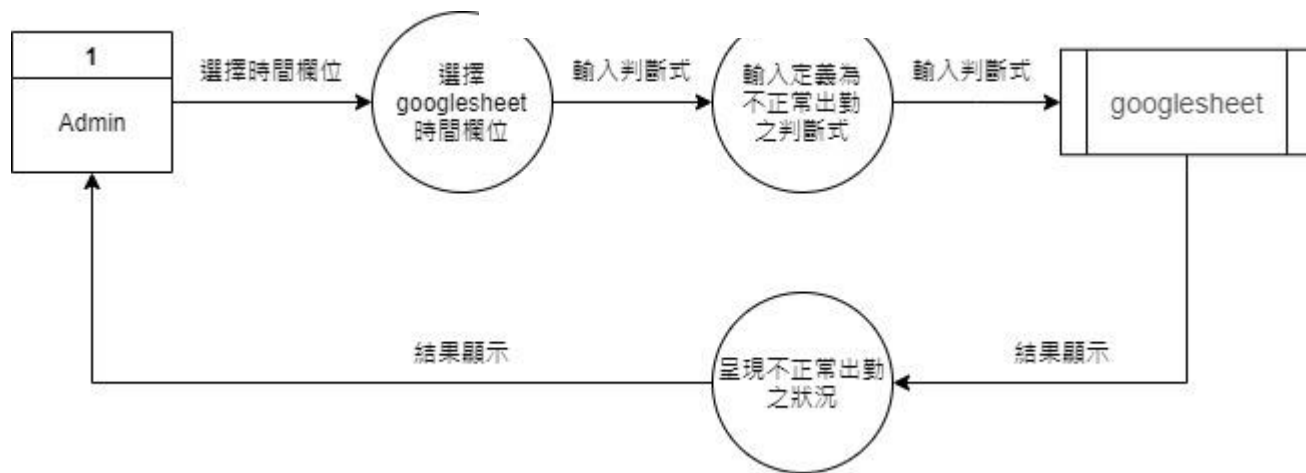 1
Admin
選擇時間欄位
選擇
googlesheet
時間欄位
輸入判斷式
輸入定義為
不正常出勤
之判斷式
輸入判斷式
googlesheet
結果顯示
呈現不正常出勤
之狀況
結果顯示